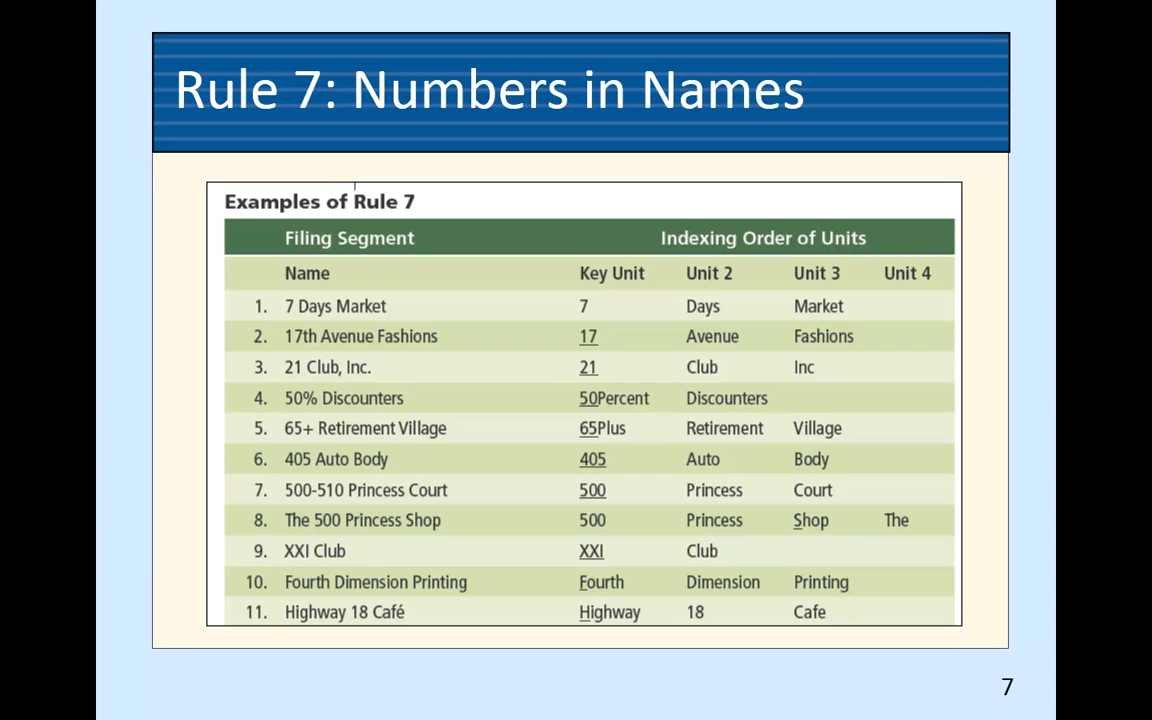 Rule 7: Numbers in Names
Examples of Rule 7
Filing Segment Indexing Order of Units
Name Key Unit Unit 2 Unit 3 Unit 4
1. 7 Days Market 7 Days Market
2. 17th Avenue Fashions 17 Avenue Fashions
3. 21 Club, Inc. 21 Club Inc
4. 50% Discounters 50Percent Discounters
5. 65+ Retirement Village 65Plus Retirement Village
6. 405 Auto Body 405 Auto Body
7. 500-510 Princess Court 500 Princess Court
8. The 500 Princess Shop 500 Princess Shop The
9. XXI Club XXI Club
10. Fourth Dimension Printing Fourth Dimension Printing
11. Highway 18 Café Highway 18 Cafe
7